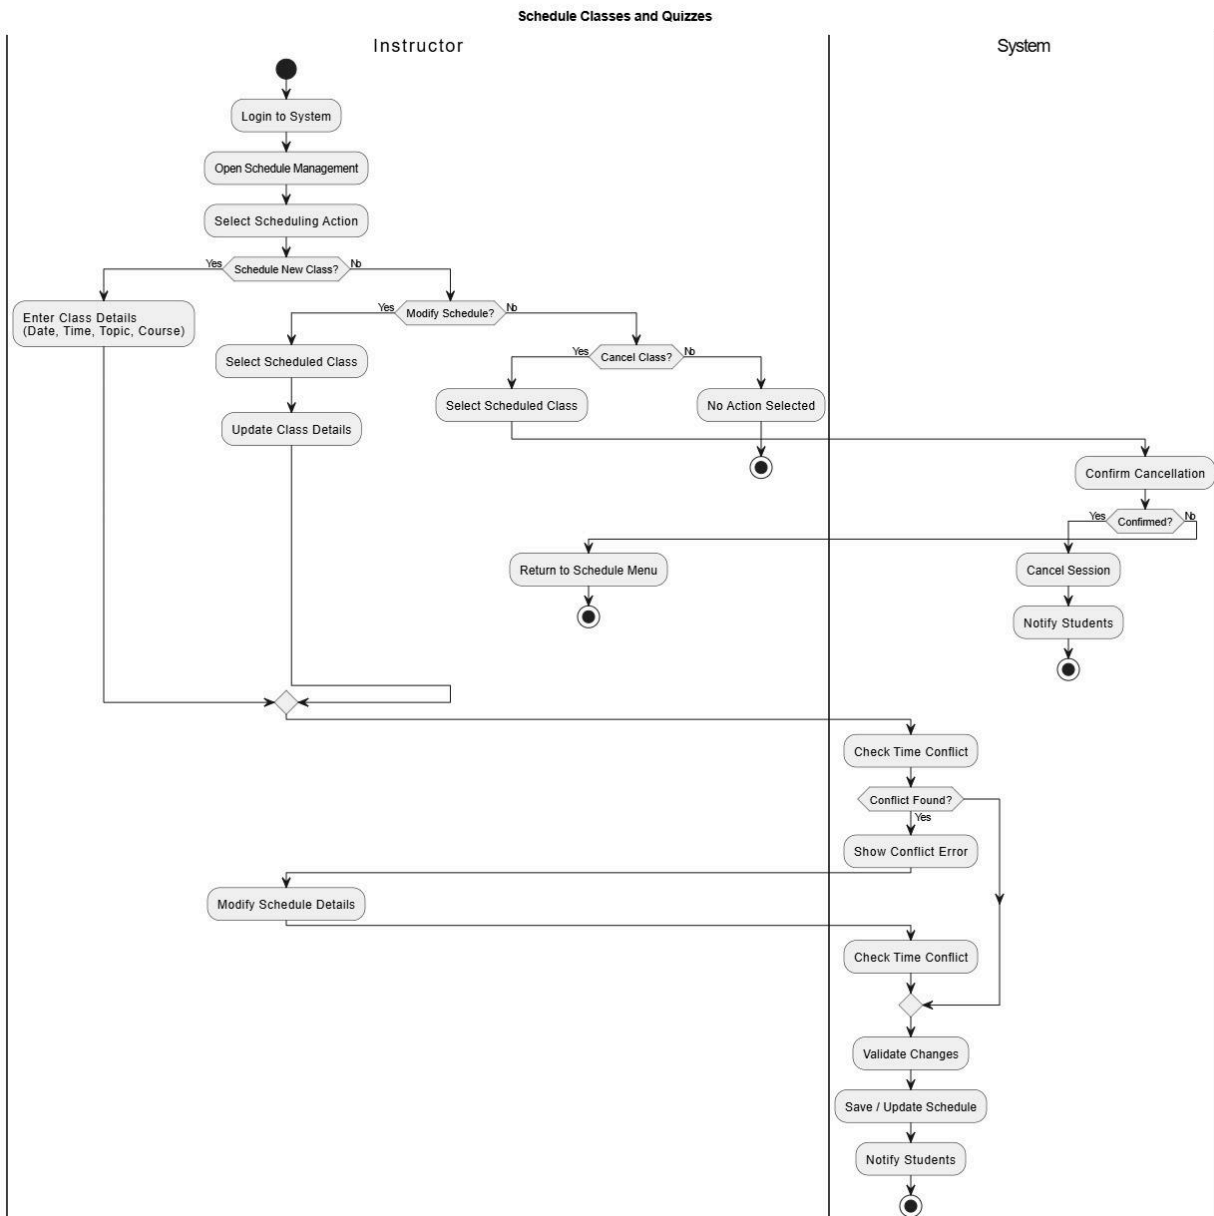 Schedule Classes and Quizzes
Instructor
System
Login to System
Open Schedule Management
Select Scheduling Action
Yes
Schedule New Class?
No
Enter Class Details
(Date, Time, Topic, Course)
Yes
Modify Schedule?
No
Select Scheduled Class
Update Class Details
Yes
Cancel Class?
No
Select Scheduled Class
No Action Selected
Confirm Cancellation
Yes
Confirmed?
No
Return to Schedule Menu
Cancel Session
Notify Students
Check Time Conflict
Conflict Found?
Yes
Show Conflict Error
Modify Schedule Details
Check Time Conflict
Validate Changes
Save / Update Schedule
Notify Students